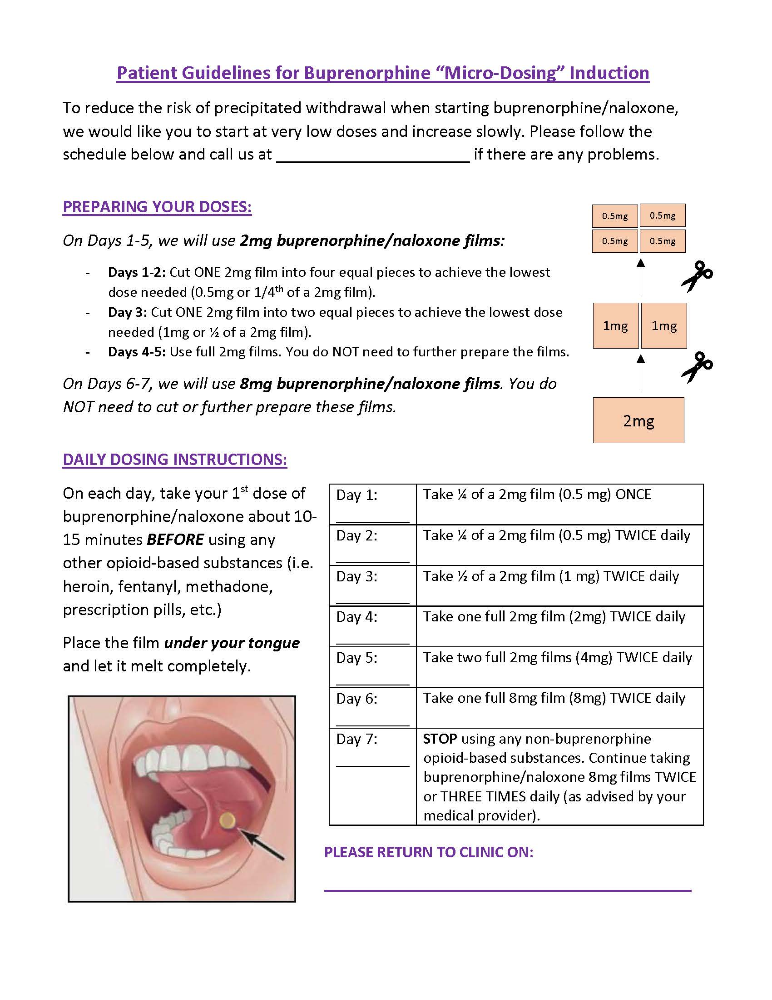 Patient Guidelines for Buprenorphine “Micro-Dosing” Induction
To reduce the risk of precipitated withdrawal when starting buprenorphine/naloxone,
we would like you to start at very low doses and increase slowly. Please follow the
schedule below and call us at ______________________ if there are any problems.
PREPARING YOUR DOSES:
On Days 1-5, we will use 2mg buprenorphine/naloxone films:
- Days 1-2: Cut ONE 2mg film into four equal pieces to achieve the lowest
dose needed (0.5mg or 1/4th of a 2mg film).
- Day 3: Cut ONE 2mg film into two equal pieces to achieve the lowest dose
needed (1mg or ½ of a 2mg film).
- Days 4-5: Use full 2mg films. You do NOT need to further prepare the films.
On Days 6-7, we will use 8mg buprenorphine/naloxone films. You do
NOT need to cut or further prepare these films.
0.5mg 0.5mg
0.5mg 0.5mg
1mg 1mg
2mg
DAILY DOSING INSTRUCTIONS:
On each day, take your 1st dose of
buprenorphine/naloxone about 10-
15 minutes BEFORE using any
other opioid-based substances (i.e.
heroin, fentanyl, methadone,
prescription pills, etc.)
Place the film under your tongue
and let it melt completely.
Day 1: Take ¼ of a 2mg film (0.5 mg) ONCE
Day 2: Take ¼ of a 2mg film (0.5 mg) TWICE daily
Day 3: Take ½ of a 2mg film (1 mg) TWICE daily
Day 4: Take one full 2mg film (2mg) TWICE daily
Day 5: Take two full 2mg films (4mg) TWICE daily
Day 6: Take one full 8mg film (8mg) TWICE daily
Day 7: STOP using any non-buprenorphine
opioid-based substances. Continue taking
buprenorphine/naloxone 8mg films TWICE
or THREE TIMES daily (as advised by your
medical provider).
PLEASE RETURN TO CLINIC ON: